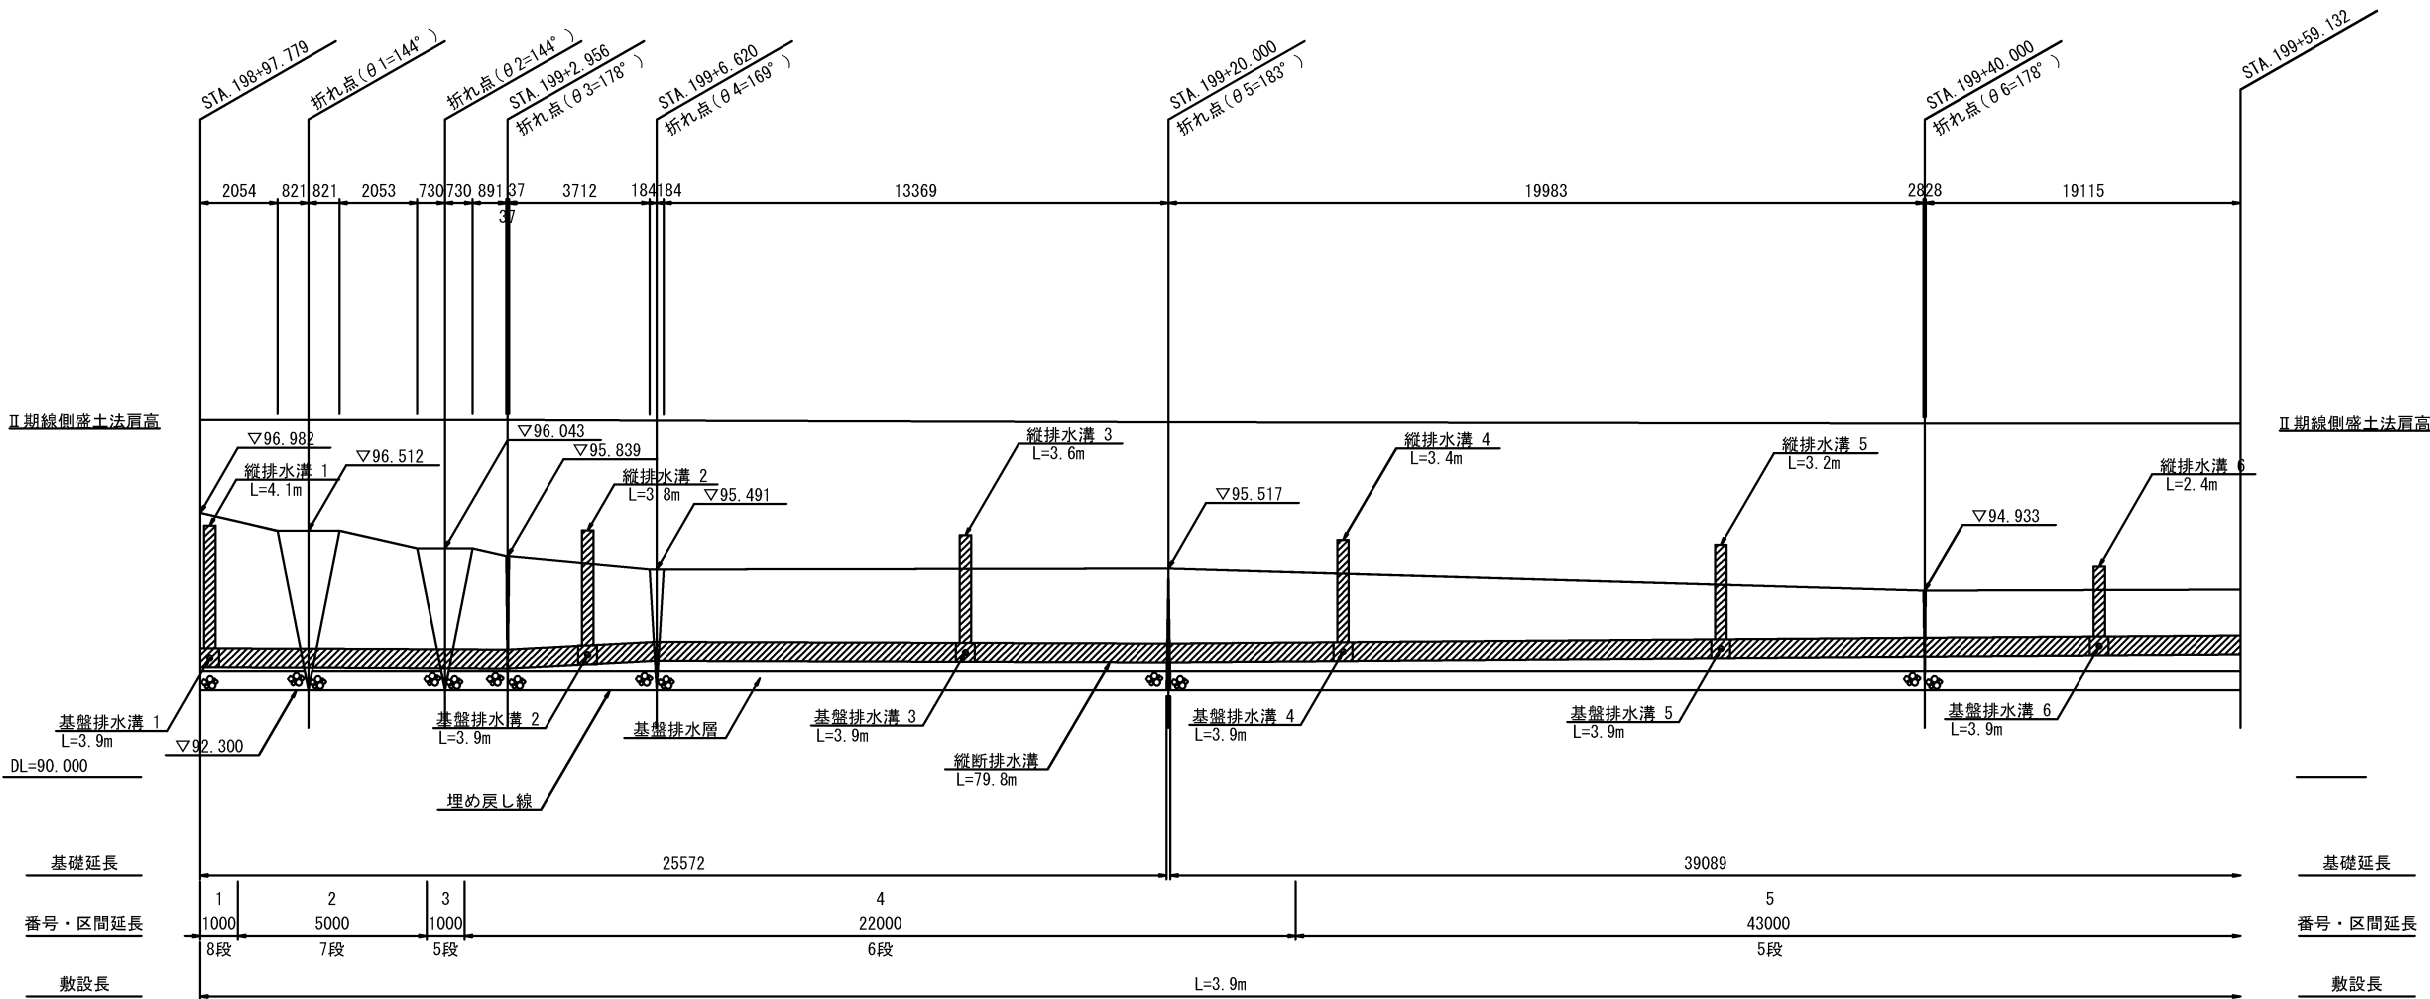 STA.198+97.779
折れ点(θ1=144°)
折れ点(θ2=144°)
STA.199+2.956
折れ点(θ3=178°)
STA.199+6.620
折れ点(θ4=169°)
STA.199+20.000
折れ点(θ5=183°)
STA.199+40.000
折れ点(θ6=178°)
STA.199+59.132
2054 821 821 2053 730 730 891 37 3712 184 184 13369 19983 28 28 19115
37
Ⅱ期線側盛土法肩高 Ⅱ期線側盛土法肩高
▽96.982
▽96.512
▽96.043
▽95.839
▽95.491
▽95.517
▽94.933
縦排水溝 1
L=4.1m
縦排水溝 2
L=3.8m
縦排水溝 3
L=3.6m
縦排水溝 4
L=3.4m
縦排水溝 5
L=3.2m
縦排水溝 6
L=2.4m
基盤排水溝 1
L=3.9m
基盤排水溝 2
L=3.9m
基盤排水層
基盤排水溝 3
L=3.9m
基盤排水溝 4
L=3.9m
基盤排水溝 5
L=3.9m
基盤排水溝 6
L=3.9m
▽92.300
DL=90.000
縦断排水溝
L=79.8m
埋め戻し線
基礎延長 25572 39089 基礎延長
1 2 3 4 5
番号・区間延長 1000 5000 1000 22000 43000 番号・区間延長
8段 7段 5段 6段 5段
敷設長 L=3.9m 敷設長